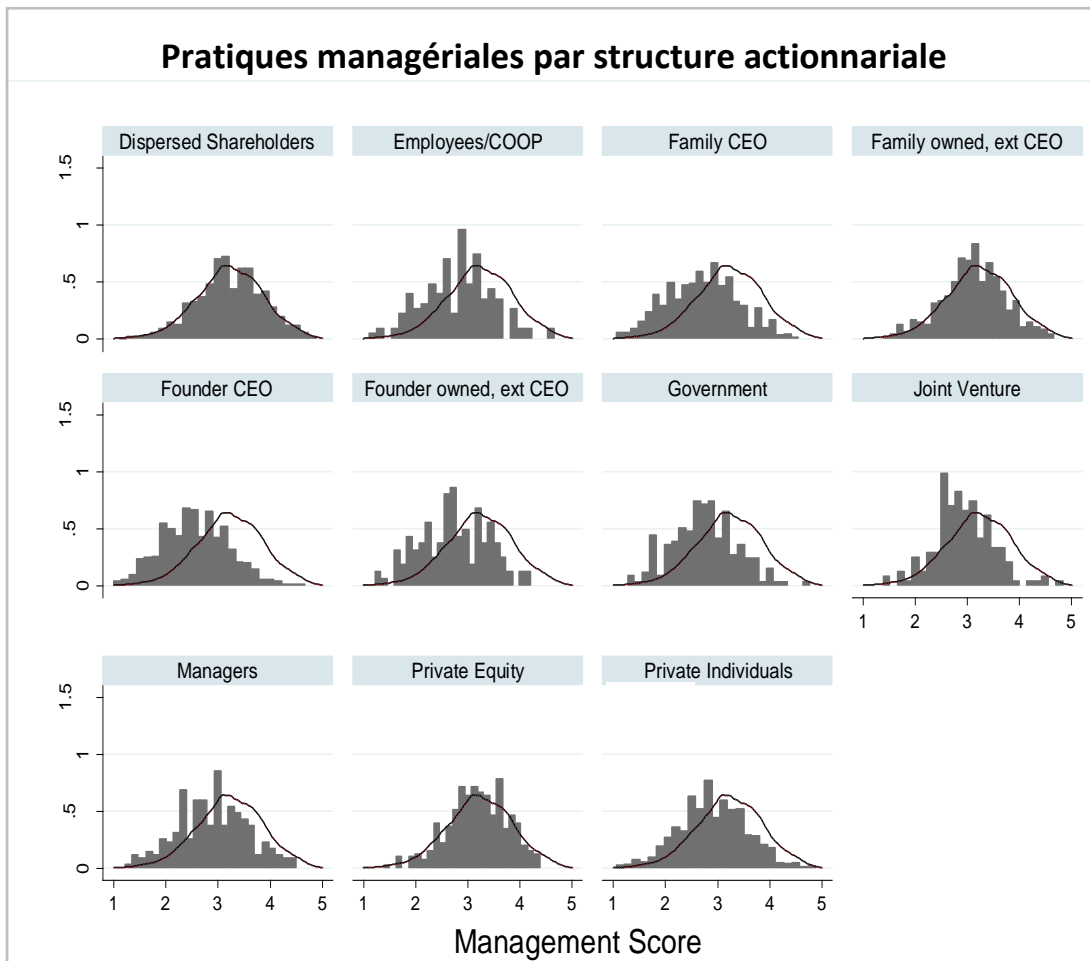 Pratiques managériales par structure actionnariale
Dispersed Shareholders Employees/COOP Family CEO Family owned, ext CEO
1.5
1
.5
0
Founder CEO Founder owned, ext CEO Government Joint Venture
1.5
1
.5
0
1 2 3 4 5
Managers Private Equity Private Individuals
1.5
1
.5
0
1 2 3 4 5 1 2 3 4 5 1 2 3 4 5
Management Score